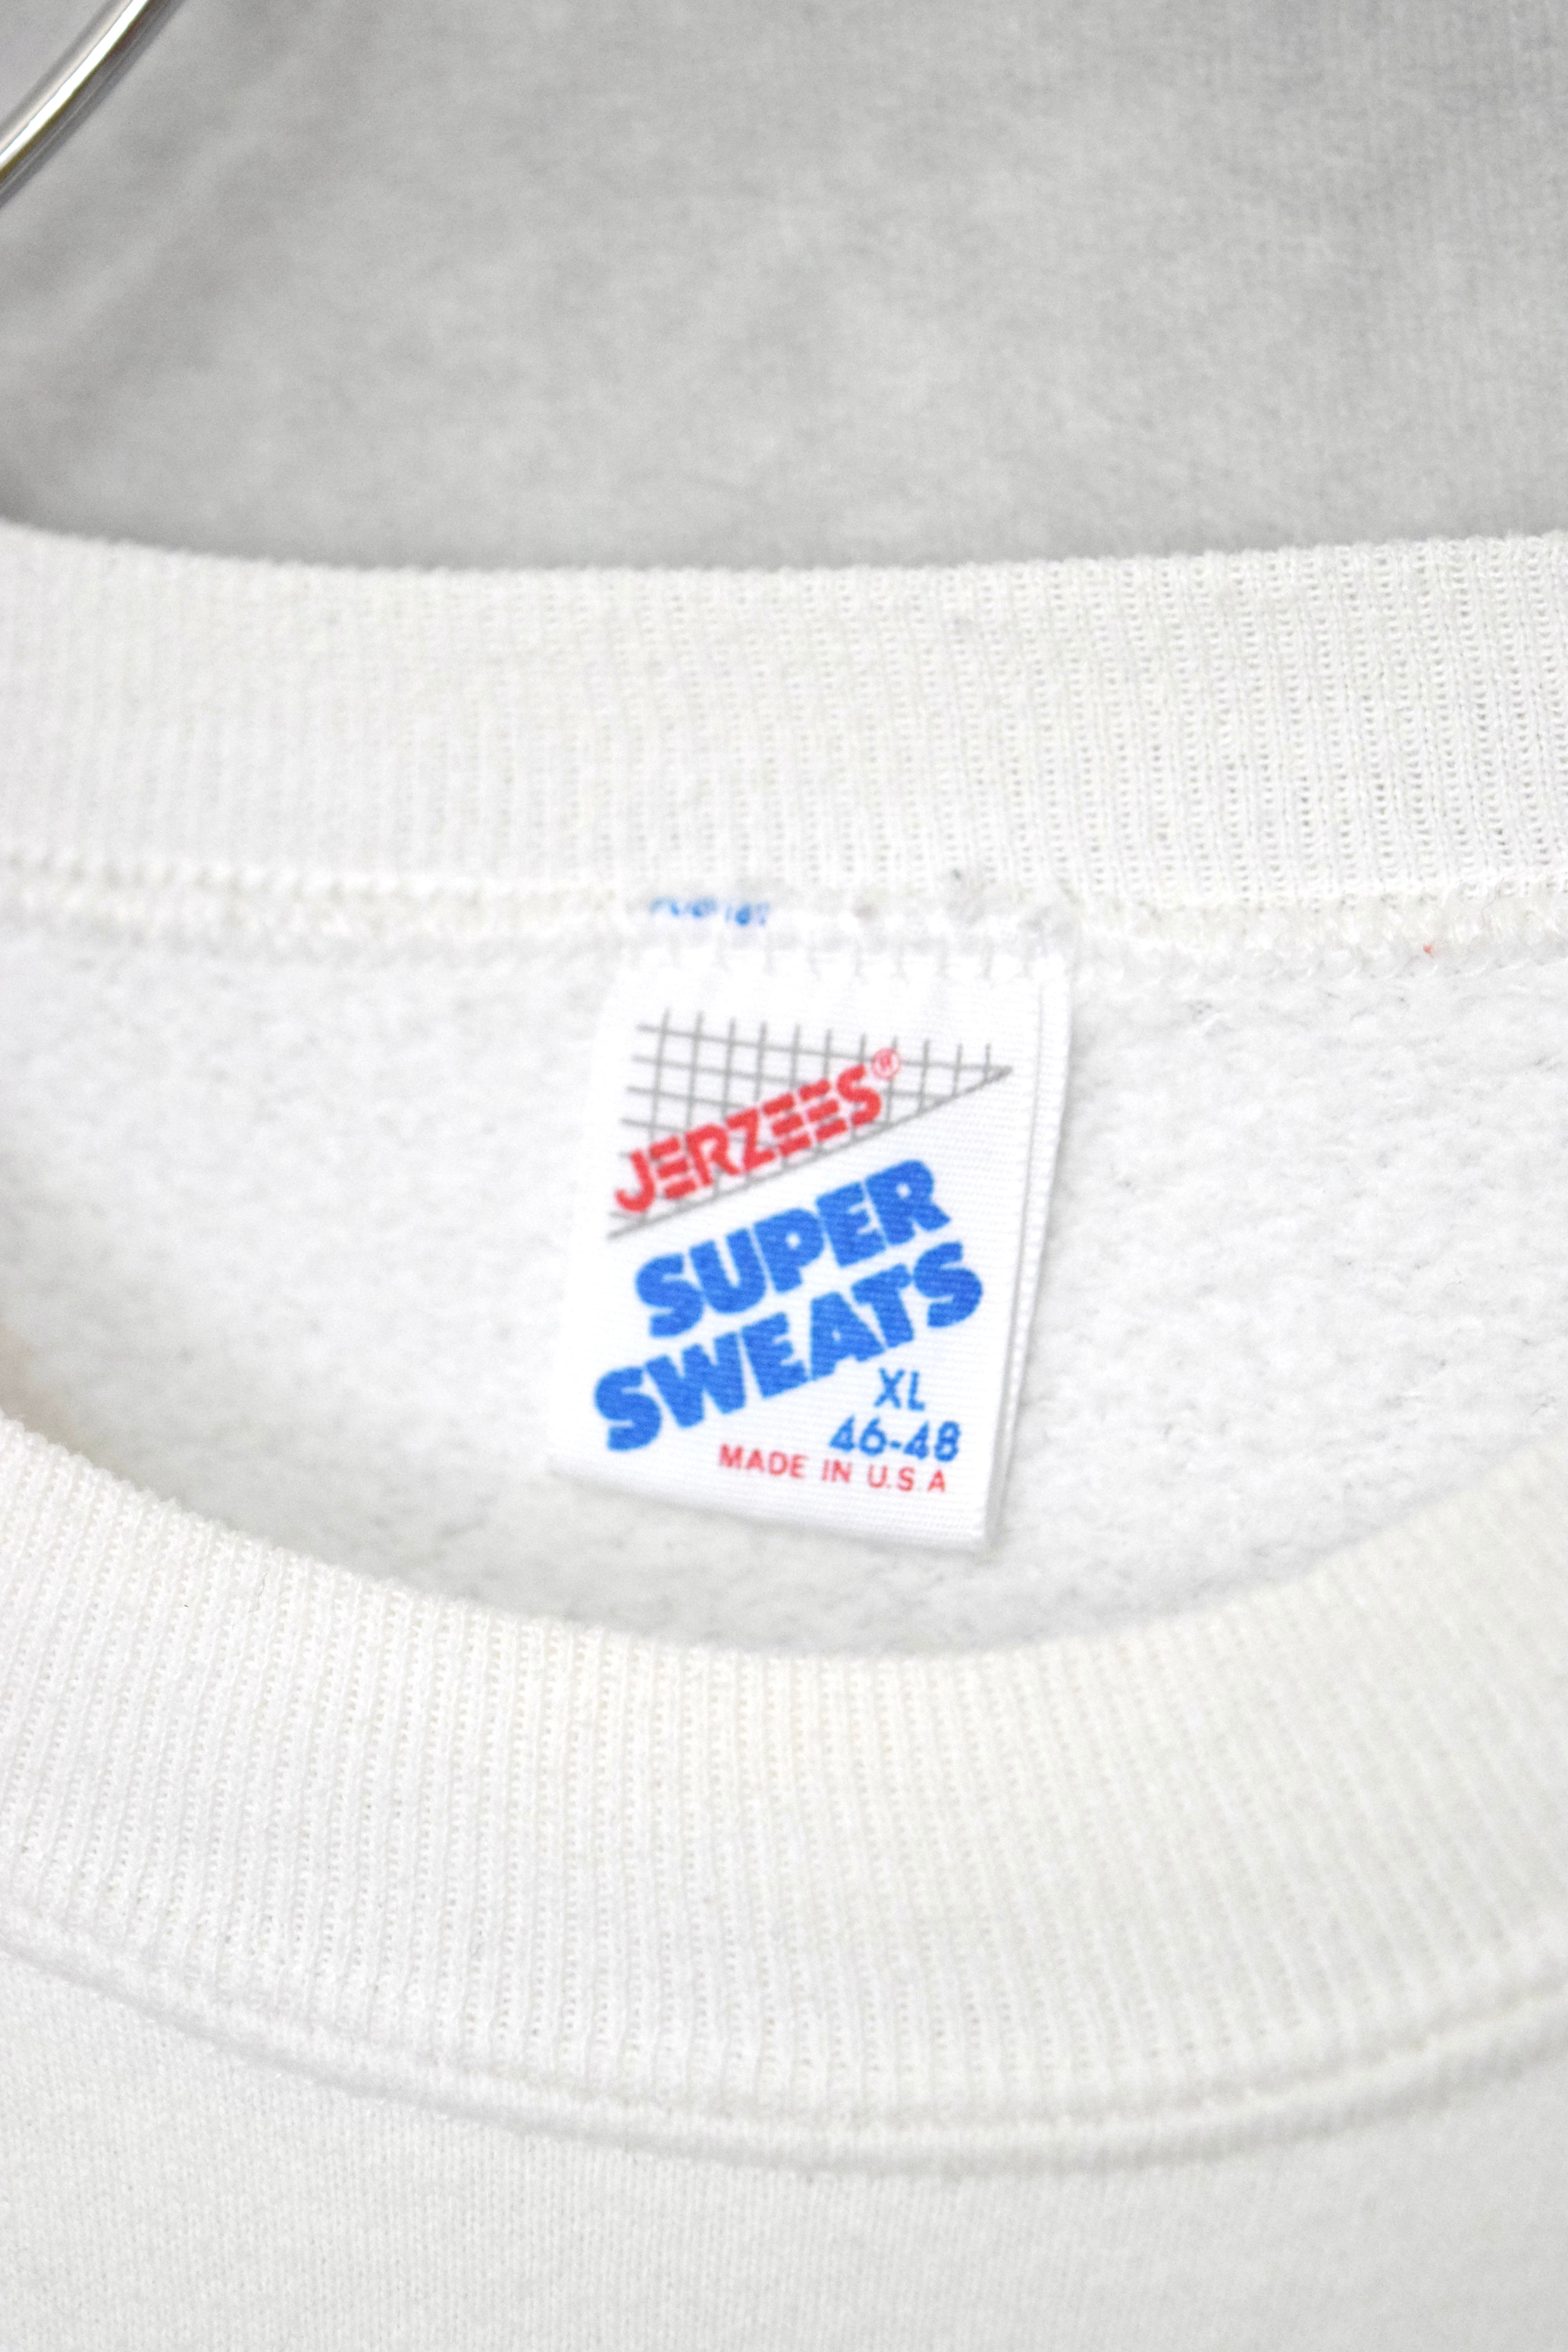 JERZEES®
SUPER
SWEATS
XL
46-48
MADE IN U.S.A